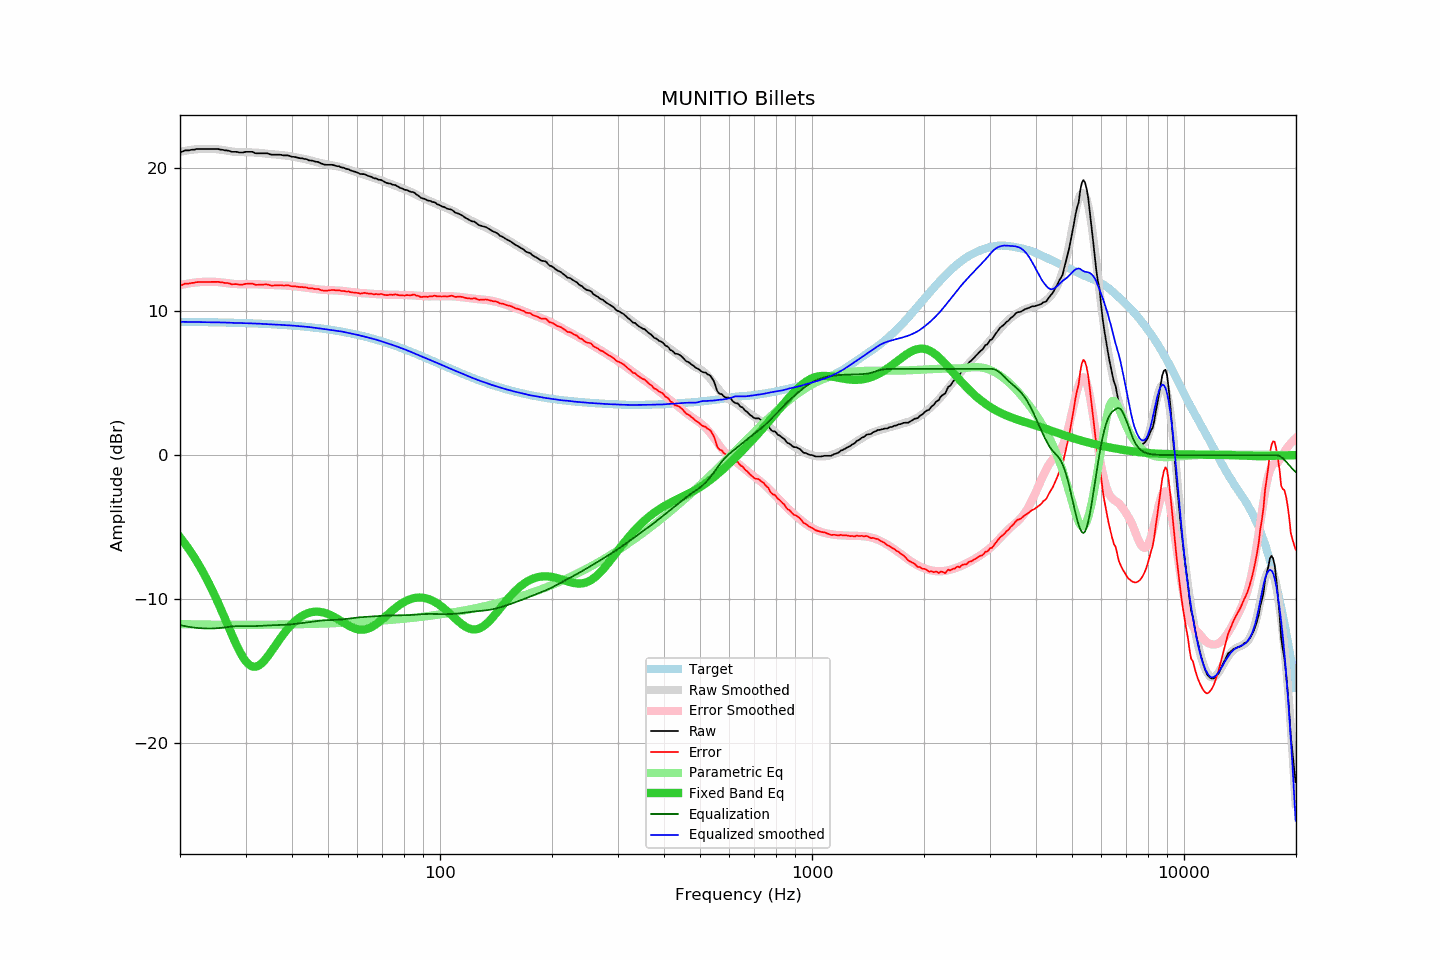 MUNITIO Billets
Amplitude (dBr)
20
10
0
−10
−20
Target
Raw Smoothed
Error Smoothed
Raw
Error
Parametric Eq
Fixed Band Eq
Equalization
Equalized smoothed
100
1000
10000
Frequency (Hz)